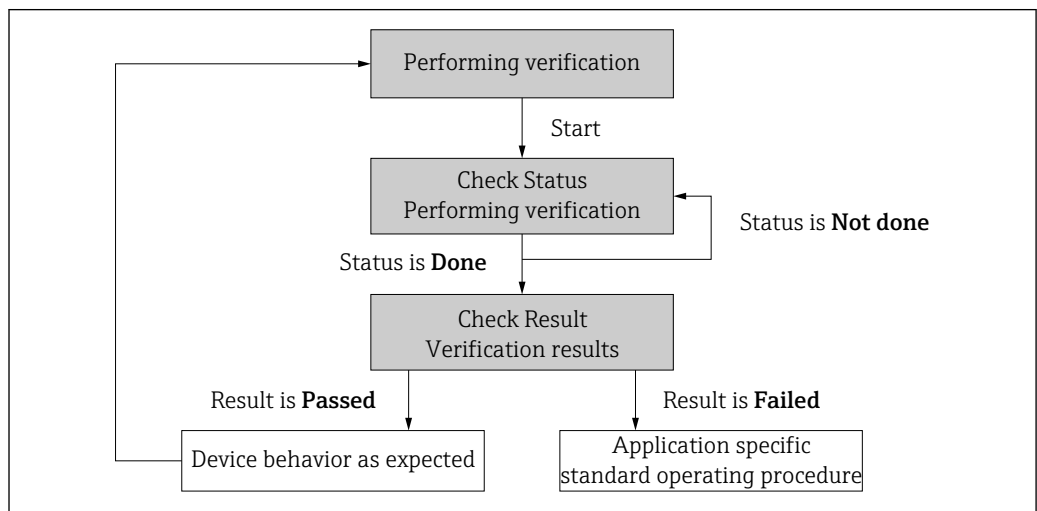 Performing verification
Start
Check Status
Performing verification
Status is Not done
Status is Done
Check Result
Verification results
Result is Passed
Result is Failed
Device behavior as expected
Application specific
standard operating procedure